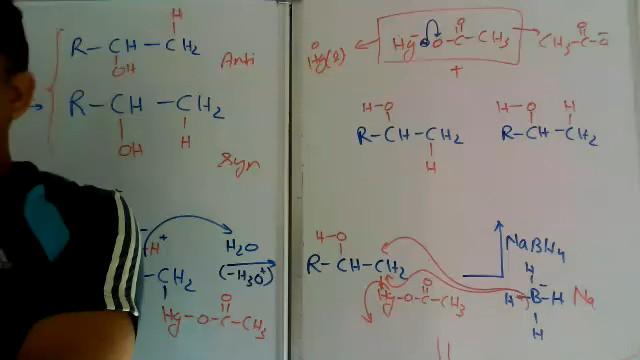 H
R-CH-CH2
OH
Anti
R-CH-CH2
OH
H
Syn
H+
H2O
(-H3O+)
-CH2
Hg-O-C-CH3
O
Hg(l)
Hg-O-C-CH3
O
CH3-C-O-
O
+
H-O
R-CH-CH2
H
H-O
H
R-CH-CH2
NaBH4
H-O
R-CH-CH2
Hg-O-C-CH3
O
H
H B- H Na
H